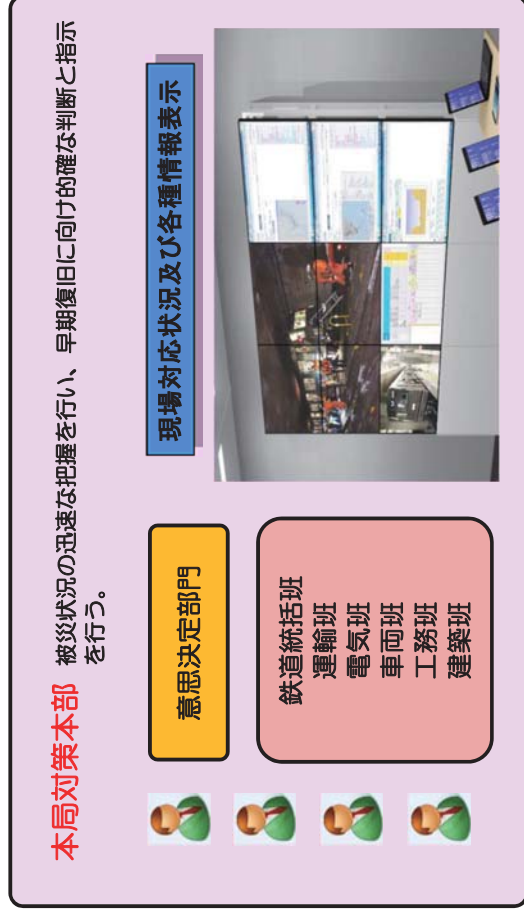 本局対策本部 被災状況の迅速な把握を行い、早期復旧に向け的確な判断と指示
を行う。
意思決定部門
鉄道統括班
運輸班
電気班
車両班
工務班
建築班
現場対応状況及び各種情報表示